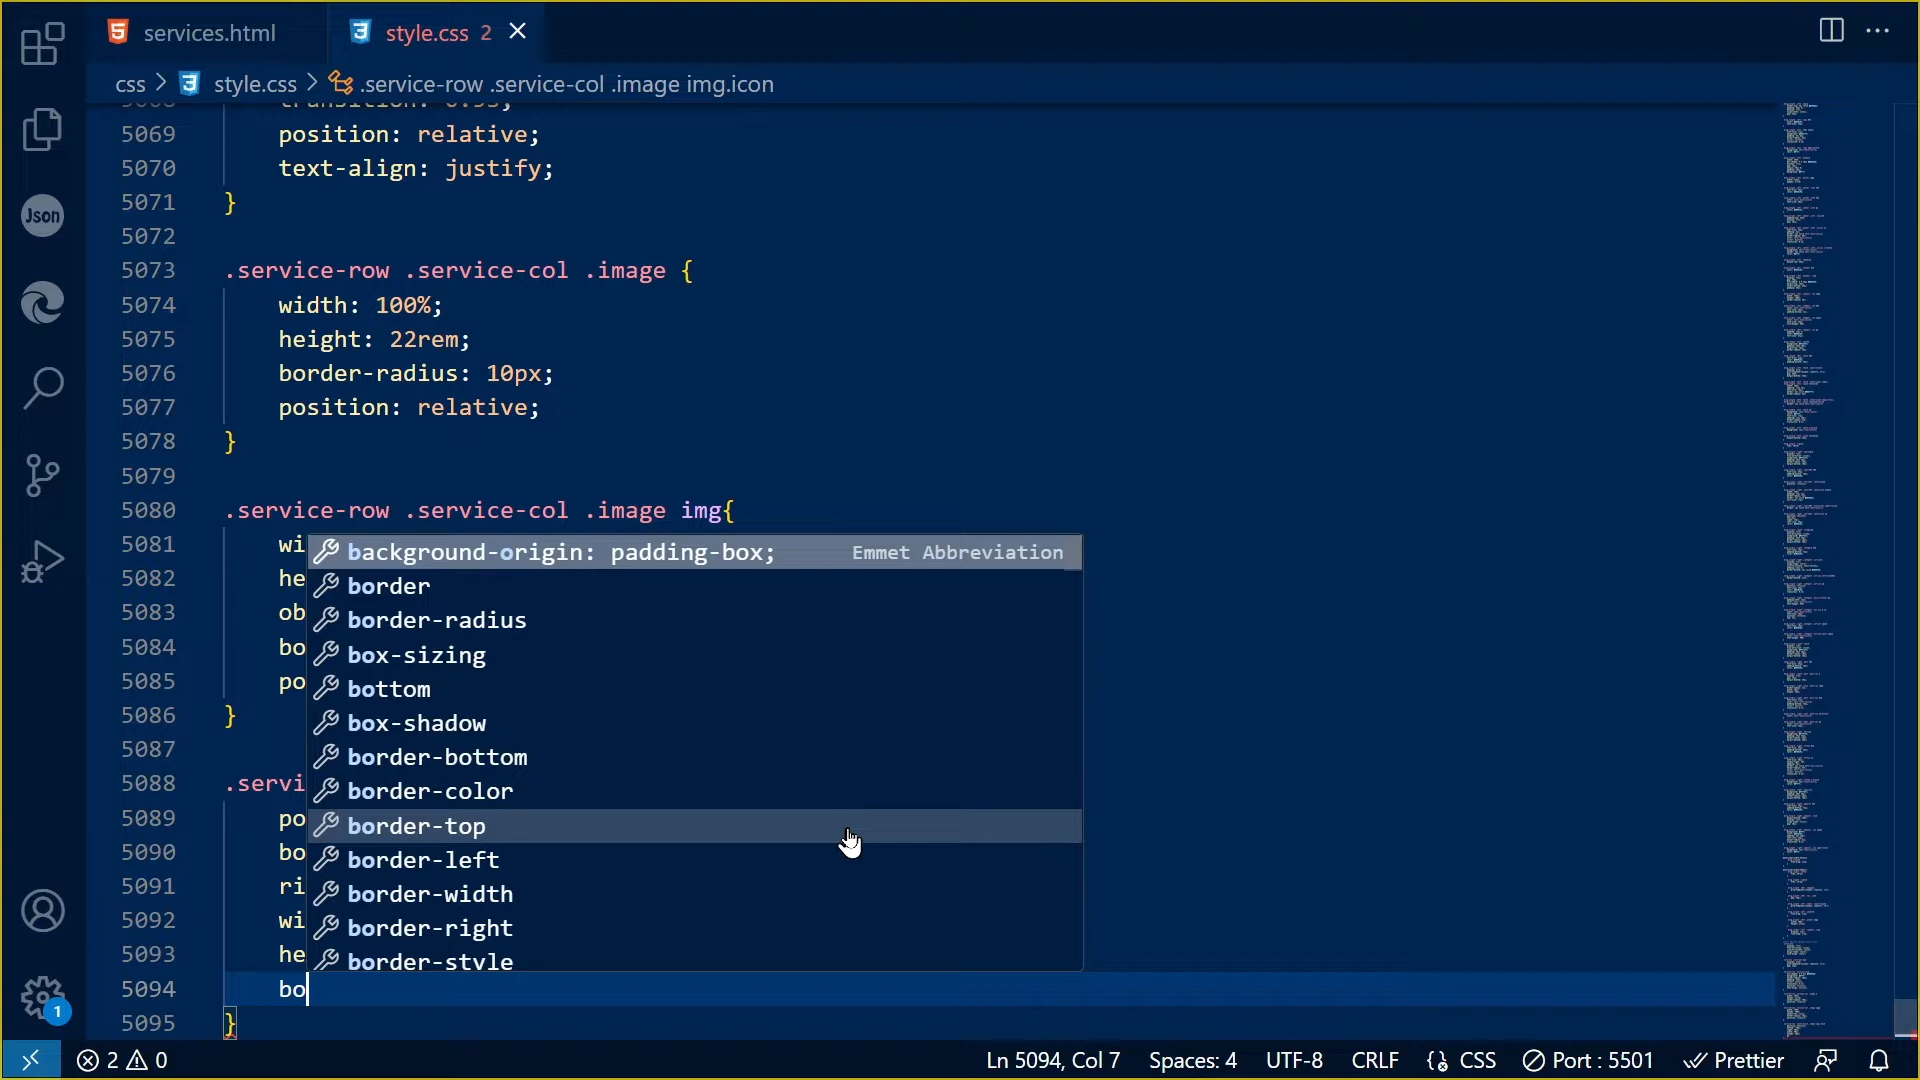 services.html
style.css 2
css > style.css > .service-row .service-col .image img.icon
5069 position: relative;
5070 text-align: justify;
5071 }
5072
5073 .service-row .service-col .image {
5074 width: 100%;
5075 height: 22rem;
5076 border-radius: 10px;
5077 position: relative;
5078 }
5079
5080 .service-row .service-col .image img{
5081 wi
background-origin: padding-box; Emmet Abbreviation
5082 he
border
5083 ob
border-radius
5084 bo
box-sizing
5085 po
bottom
5086 }
box-shadow
5087
border-bottom
5088 .servi
border-color
5089 po
border-top
5090 bo
border-left
5091 ri
border-width
5092 wi
border-right
5093 he
border-style
5094 bo
5095 }
Json
1
2 0
Ln 5094, Col 7
Spaces: 4
UTF-8
CRLF
CSS
Port : 5501
Prettier